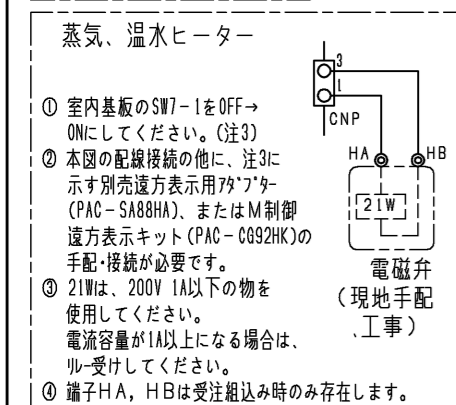 蒸気、温水ヒーター
① 室内基板のSW7-1をOFF→
ONにしてください。(注3)
② 本図の配線接続の他に、注3に
示す別売遠方表示用ｱﾀﾞﾌﾟﾀｰ
(PAC-SA88HA)、またはM制御
遠方表示キット(PAC-CG92HK)の
手配・接続が必要です。
③ 21Wは、200V 1A以下の物を
使用してください。
電流容量が1A以上になる場合は、
ﾘﾚｰ受けしてください。
④ 端子HA, HBは受注組込み時のみ存在します。
3
1
CNP
HA
HB
21W
電磁弁
(現地手配
、工事)